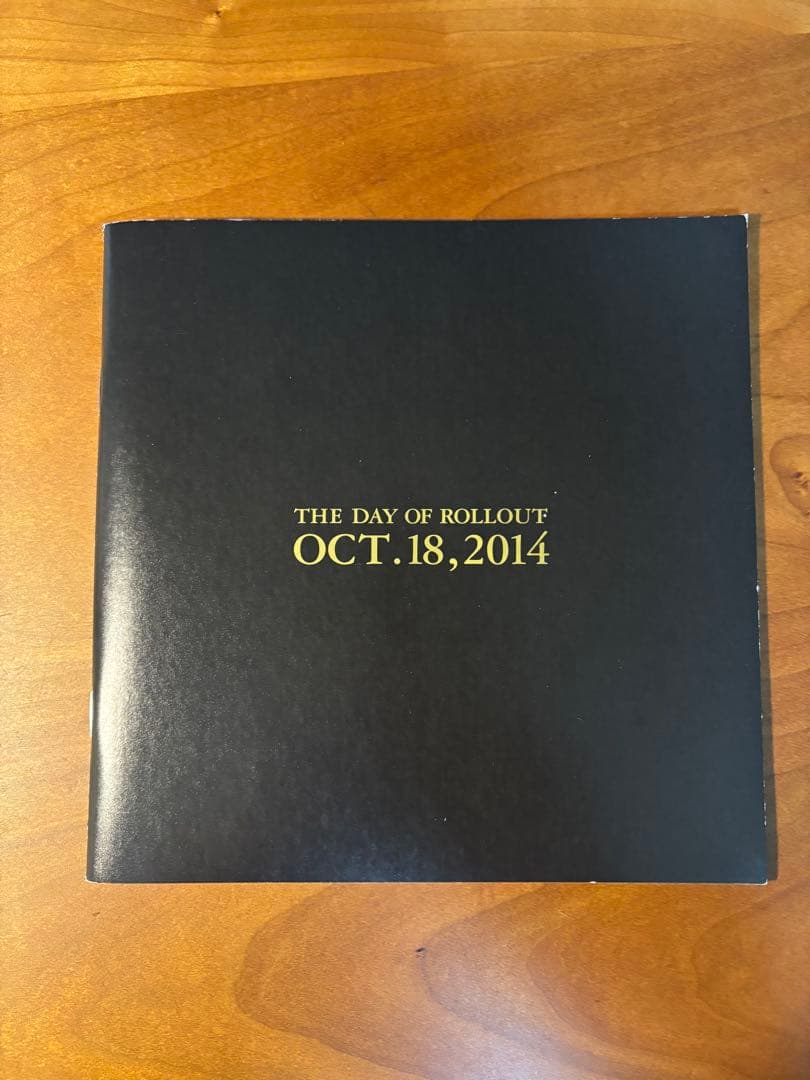 THE DAY OF ROLLOUT
OCT.18,2014